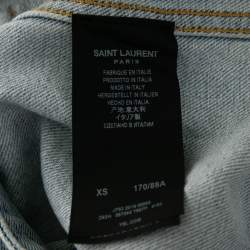 SAINT LAURENT
PARIS
FABRIQUÉ EN ITALIE
PRODOTTO IN ITALIA
MADE IN ITALY
HERGESTELLT IN ITALIEN
HECHO EN ITALIA
产地:意大利
イタリア製
СДЕЛАНО В ИТАЛИИ
XS 170/88A